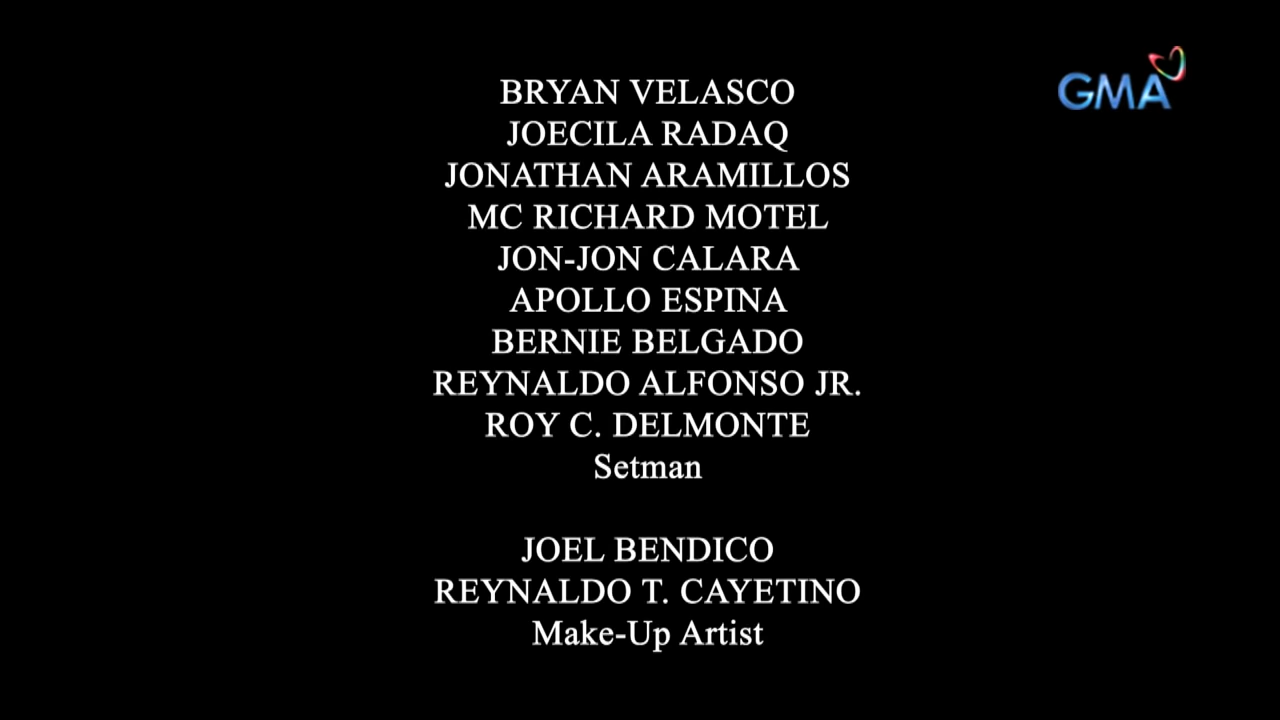 GMA
BRYAN VELASCO
JOECILA RADAQ
JONATHAN ARAMILLOS
MC RICHARD MOTEL
JON-JON CALARA
APOLLO ESPINA
BERNIE BELGADO
REYNALDO ALFONSO JR.
ROY C. DELMONTE
Setman
JOEL BENDICO
REYNALDO T. CAYETINO
Make-Up Artist